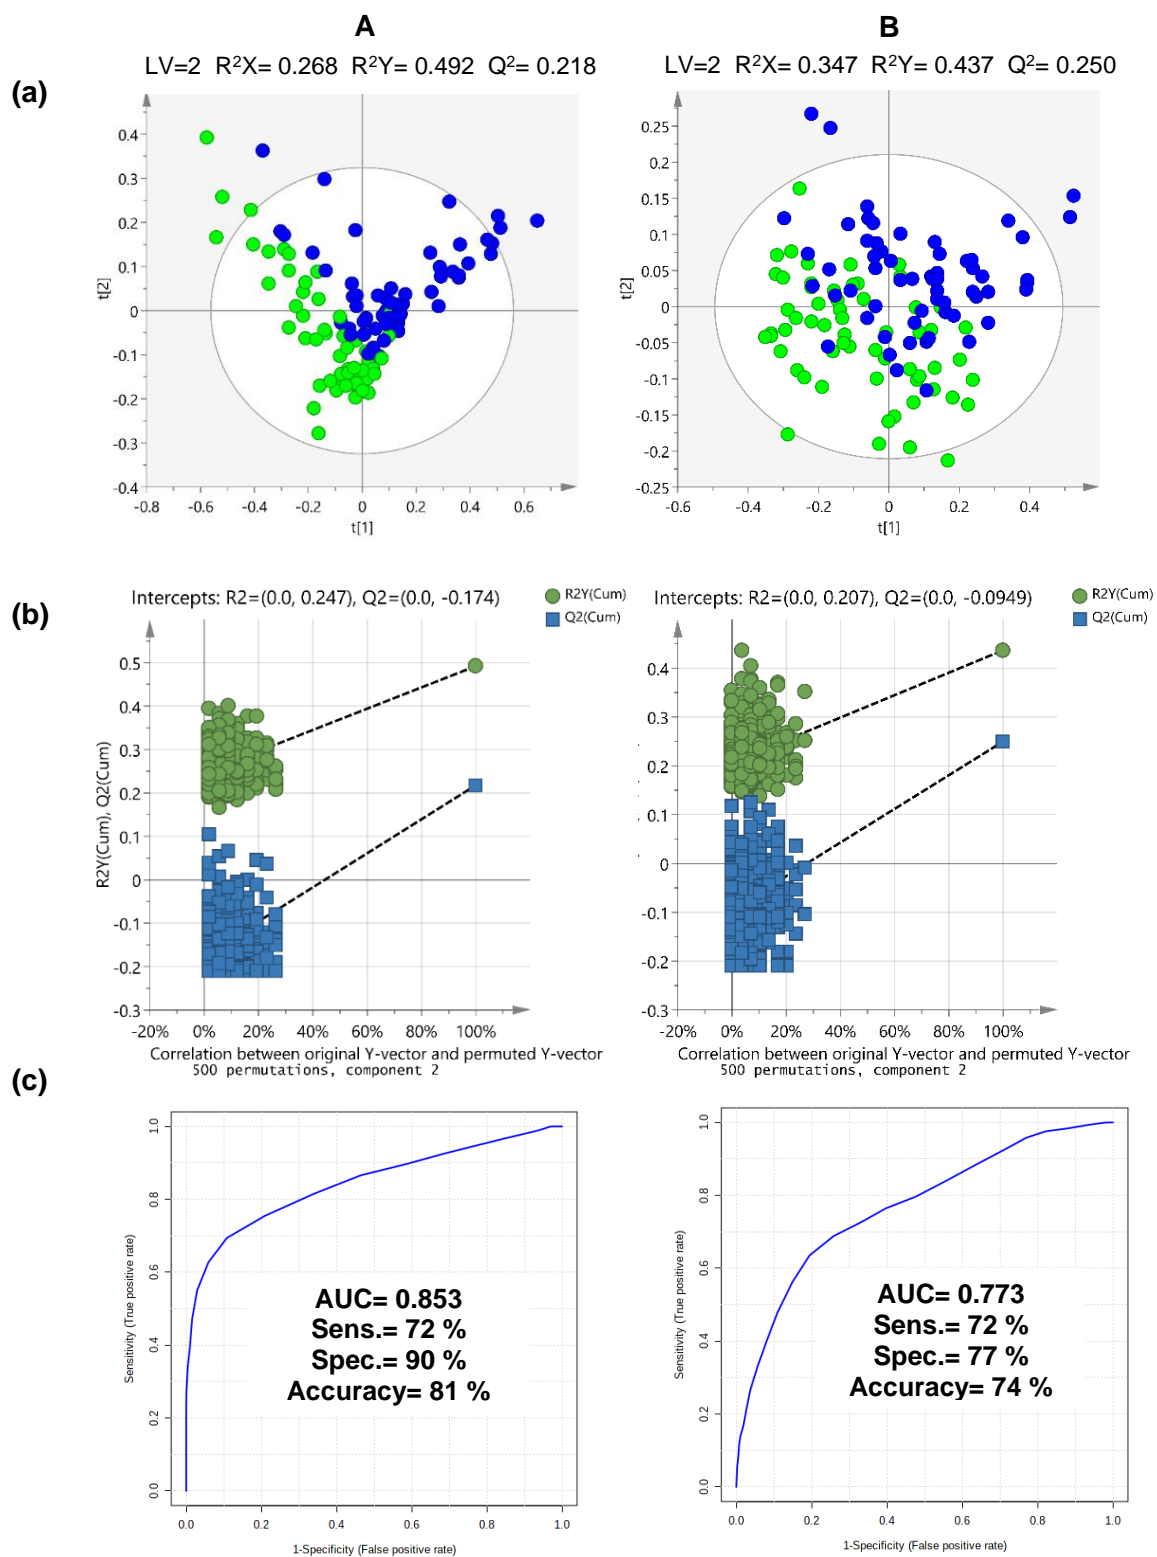 A
B
LV=2 R²X= 0.268 R²Y= 0.492 Q²= 0.218
LV=2 R²X= 0.347 R²Y= 0.437 Q²= 0.250
(a)
0.4
0.3
0.2
0.1
0
-0.1
-0.2
-0.3
-0.4
t[2]
-0.8 -0.6 -0.4 -0.2 0 0.2 0.4 0.6
t[1]
0.25
0.2
0.15
0.1
0.05
0
-0.05
-0.1
-0.15
-0.2
-0.25
t[2]
-0.6 -0.4 -0.2 0 0.2 0.4
t[1]
(b)
Intercepts: R2=(0.0, 0.247), Q2=(0.0, -0.174)
R2Y(Cum)
Q2(Cum)
0.5
0.4
0.3
0.2
0.1
0
-0.1
-0.2
-0.3
R2Y(Cum), Q2(Cum)
-20% 0% 20% 40% 60% 80% 100%
Correlation between original Y-vector and permuted Y-vector
500 permutations, component 2
Intercepts: R2=(0.0, 0.207), Q2=(0.0, -0.0949)
R2Y(Cum)
Q2(Cum)
0.4
0.3
0.2
0.1
0
-0.1
-0.2
-0.3
-20% 0% 20% 40% 60% 80% 100%
Correlation between original Y-vector and permuted Y-vector
500 permutations, component 2
(c)
1.0
0.8
0.6
0.4
0.2
0.0
Sensitivity (True positive rate)
AUC= 0.853
Sens.= 72 %
Spec.= 90 %
Accuracy= 81 %
0.0 0.2 0.4 0.6 0.8 1.0
1-Specificity (False positive rate)
1.0
0.8
0.6
0.4
0.2
0.0
Sensitivity (True positive rate)
AUC= 0.773
Sens.= 72 %
Spec.= 77 %
Accuracy= 74 %
0.0 0.2 0.4 0.6 0.8 1.0
1-Specificity (False positive rate)